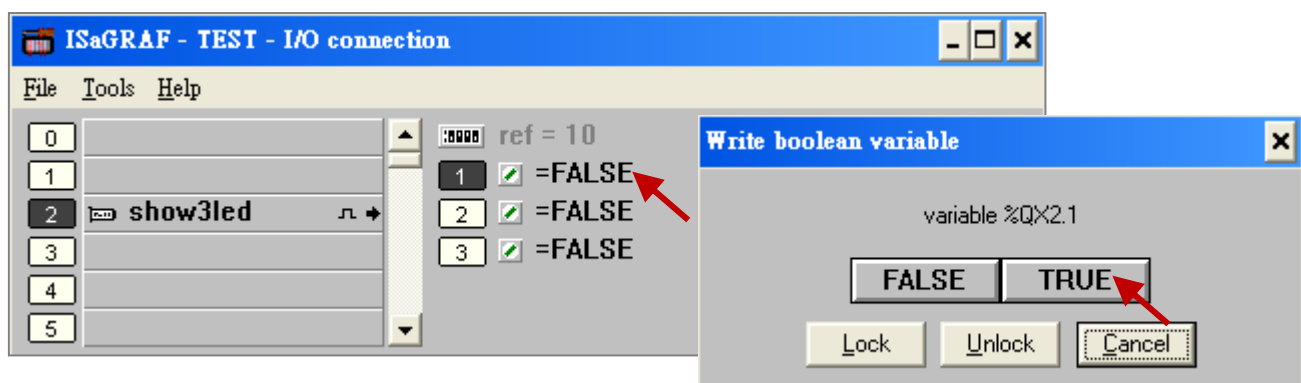 ISaGRAF - TEST - I/O connection
File Tools Help
0
1
2 show3led
3
4
5
ref = 10
1 =FALSE
2 =FALSE
3 =FALSE
Write boolean variable
variable %QX2.1
FALSE TRUE
Lock Unlock Cancel